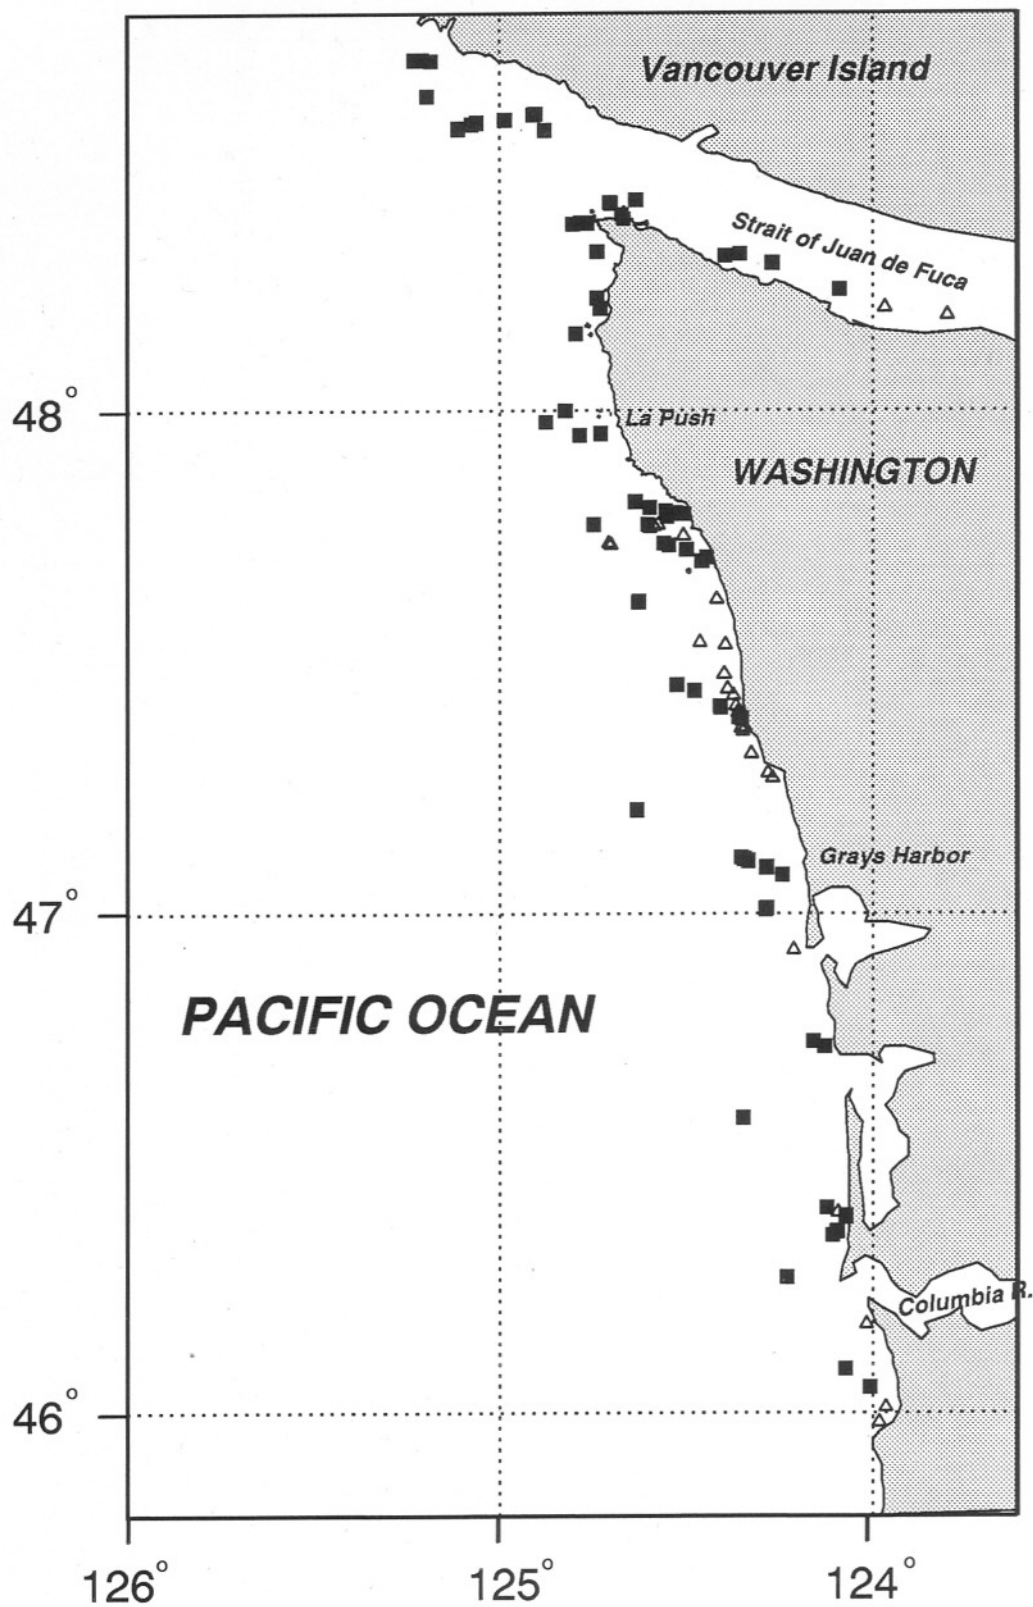 Vancouver Island
Strait of Juan de Fuca
48°
La Push
WASHINGTON
Grays Harbor
47°
PACIFIC OCEAN
Columbia R.
46°
126° 125° 124°